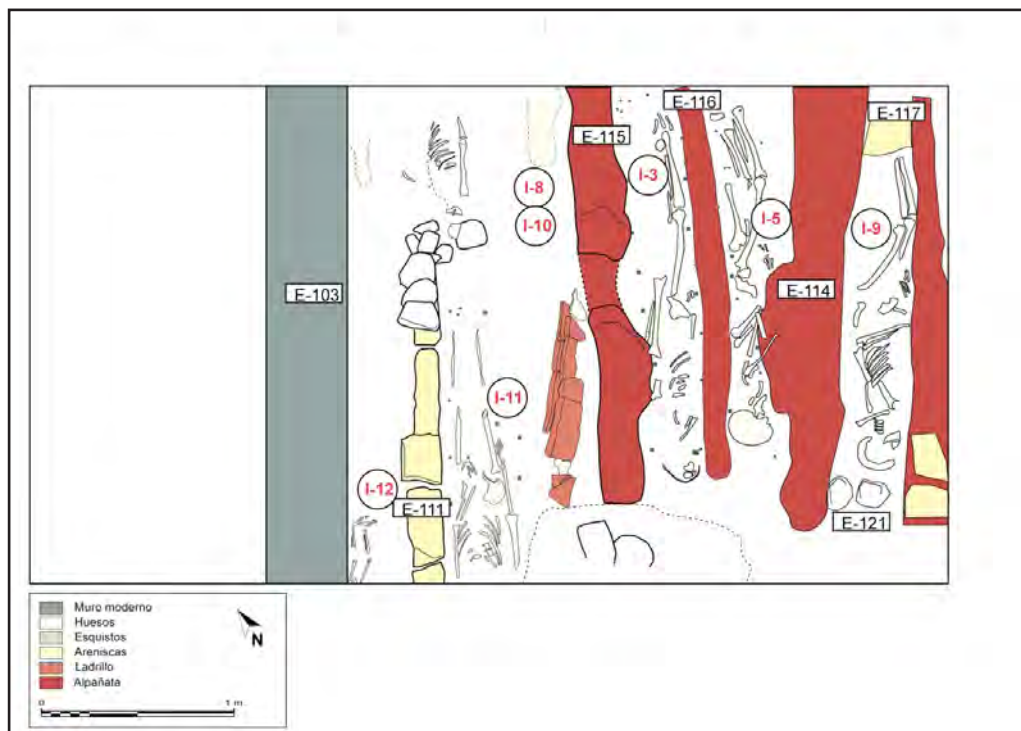 E-116
E-117
E-115
I-3
I-8
I-5
I-10
I-9
E-103
E-114
I-11
I-12
E-111
E-121
Muro moderno
Huesos
Esquistos
Areniscas
Ladrillo
Alpañata
N
0 1 m